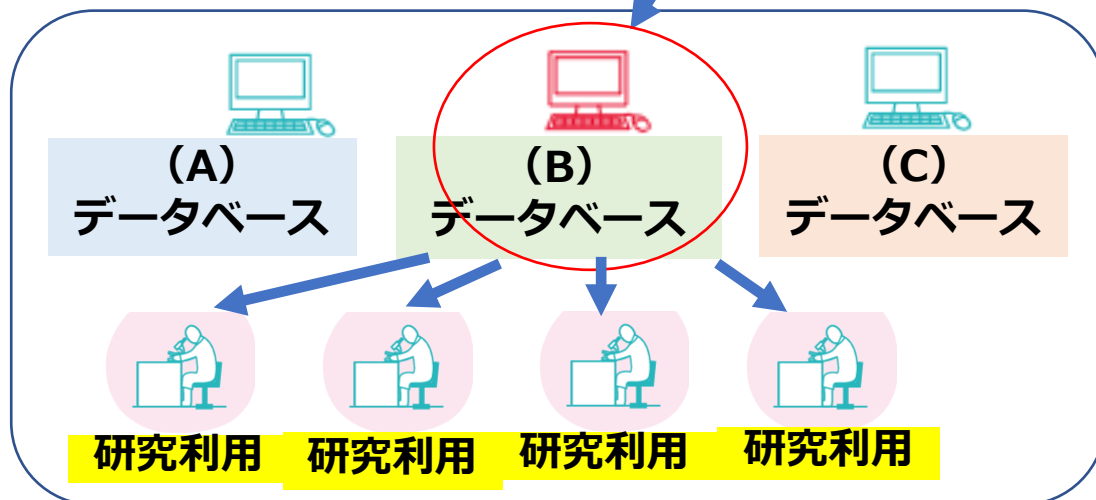 （A）
データベース
（B）
データベース
（C）
データベース
研究利用
研究利用
研究利用
研究利用